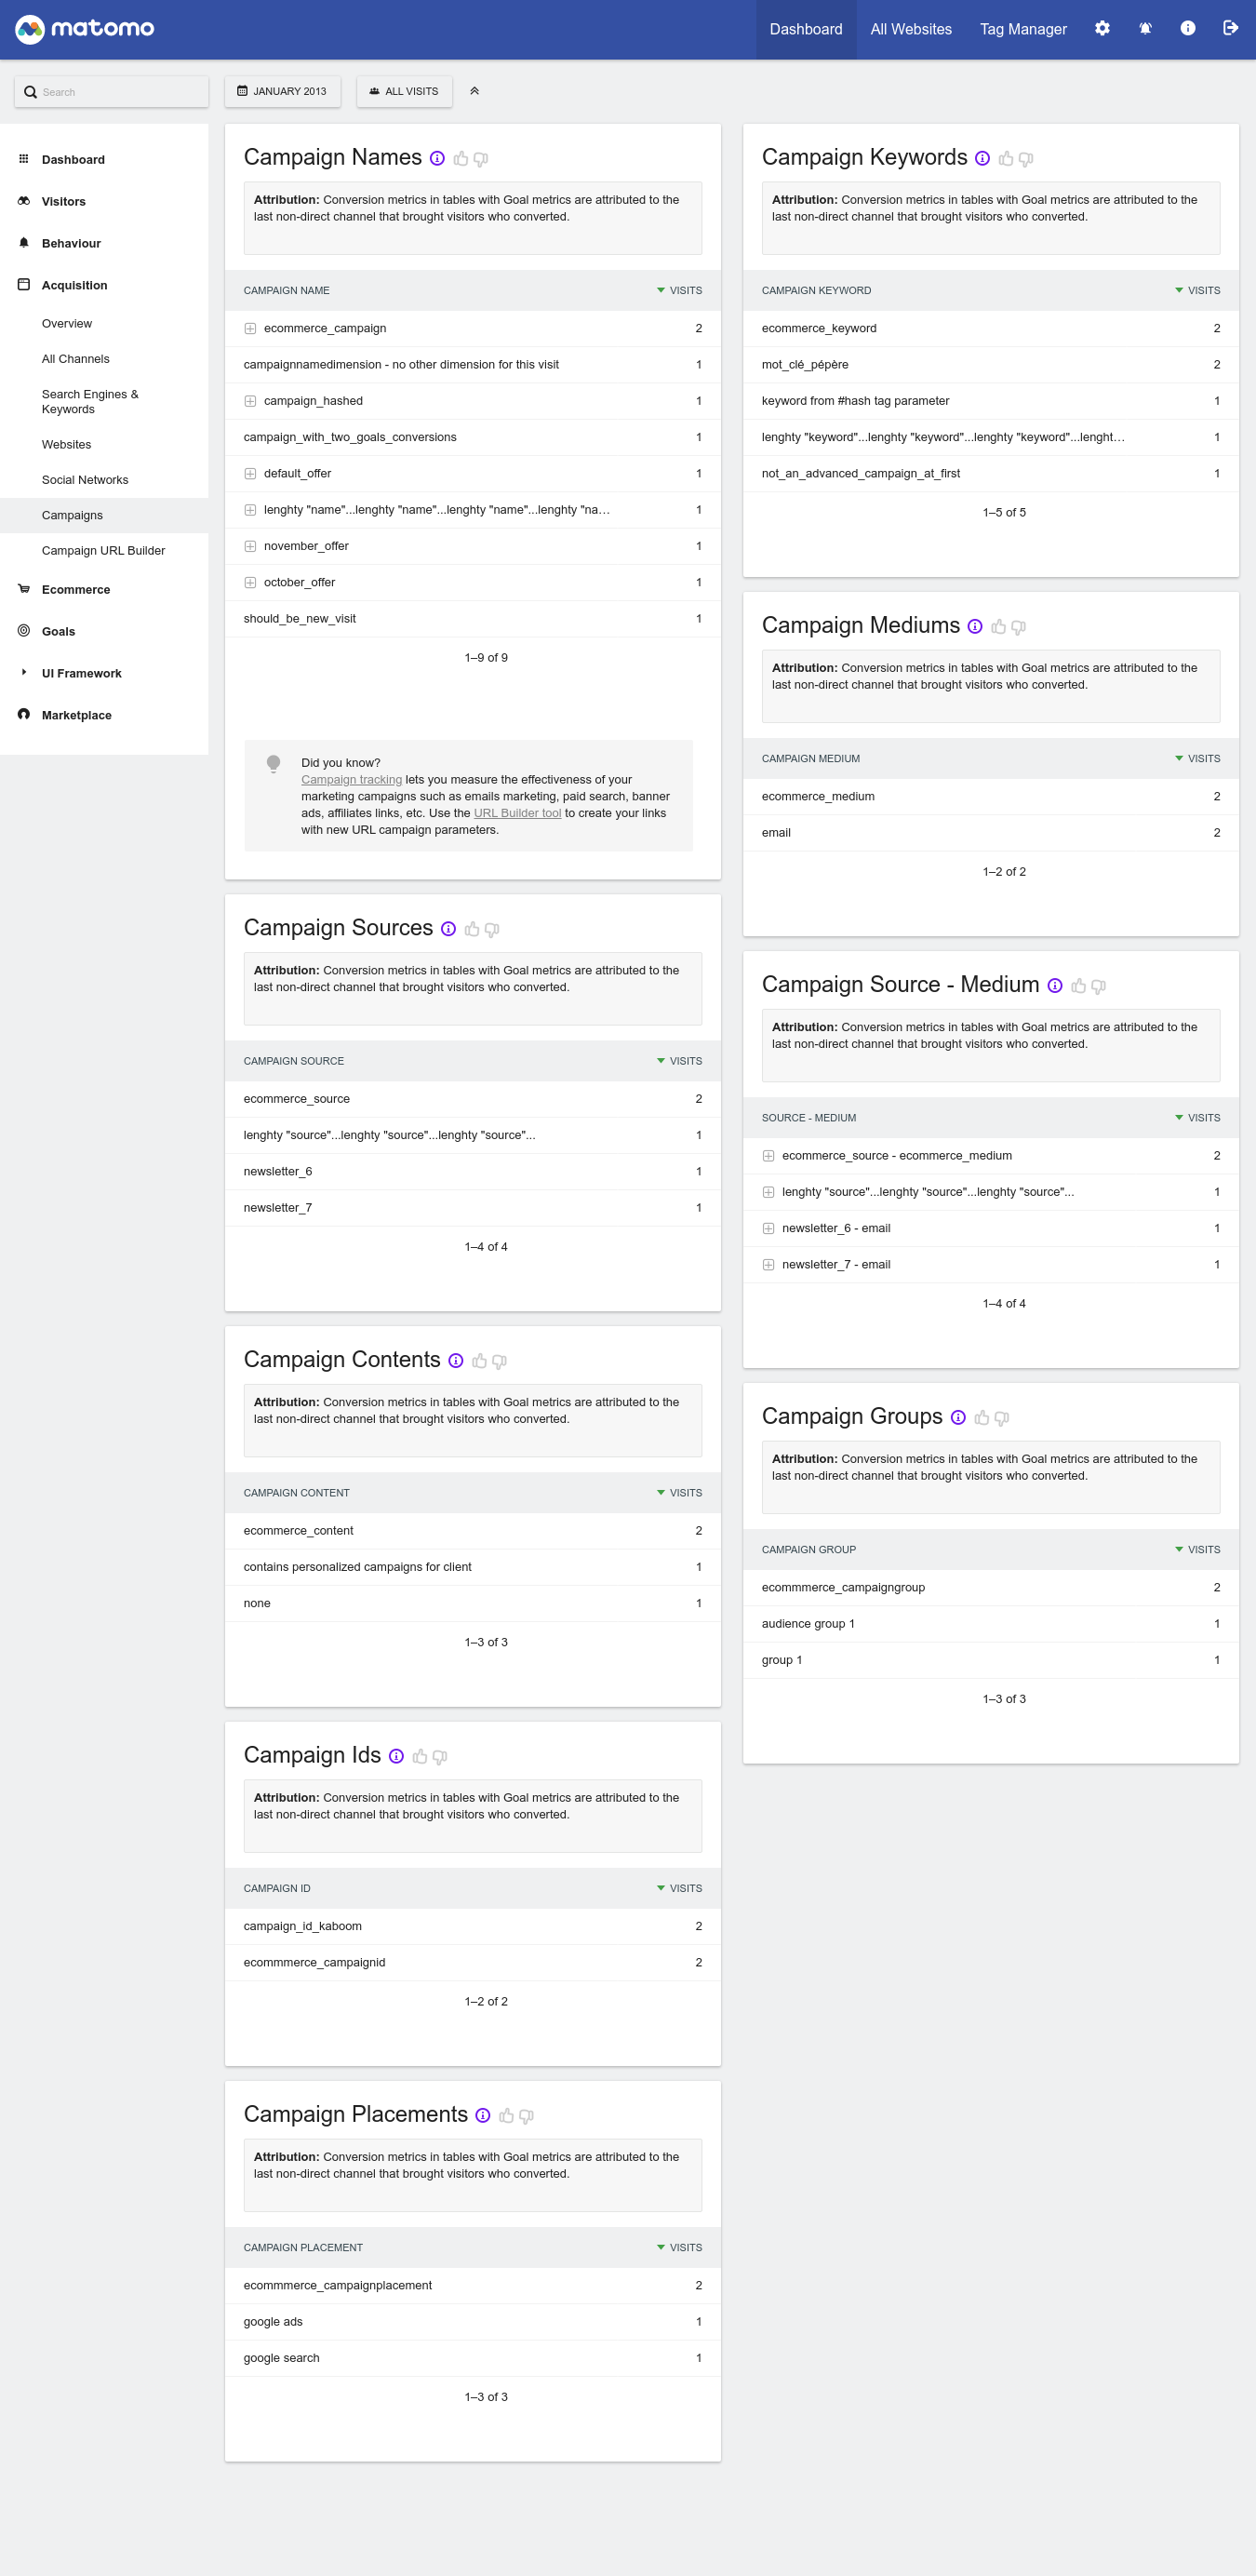 matomo
Dashboard All Websites Tag Manager
Search
JANUARY 2013 ALL VISITS
Dashboard
Visitors
Behaviour
Acquisition
Overview
All Channels
Search Engines &
Keywords
Websites
Social Networks
Campaigns
Campaign URL Builder
Ecommerce
Goals
UI Framework
Marketplace
Campaign Names
Attribution: Conversion metrics in tables with Goal metrics are attributed to the
last non-direct channel that brought visitors who converted.
CAMPAIGN NAME VISITS
ecommerce_campaign 2
campaignnamedimension - no other dimension for this visit 1
campaign_hashed 1
campaign_with_two_goals_conversions 1
default_offer 1
lenghty "name"...lenghty "name"...lenghty "name"...lenghty "na… 1
november_offer 1
october_offer 1
should_be_new_visit 1
1–9 of 9
Did you know?
Campaign tracking lets you measure the effectiveness of your
marketing campaigns such as emails marketing, paid search, banner
ads, affiliates links, etc. Use the URL Builder tool to create your links
with new URL campaign parameters.
Campaign Sources
Attribution: Conversion metrics in tables with Goal metrics are attributed to the
last non-direct channel that brought visitors who converted.
CAMPAIGN SOURCE VISITS
ecommerce_source 2
lenghty "source"...lenghty "source"...lenghty "source"... 1
newsletter_6 1
newsletter_7 1
1–4 of 4
Campaign Contents
Attribution: Conversion metrics in tables with Goal metrics are attributed to the
last non-direct channel that brought visitors who converted.
CAMPAIGN CONTENT VISITS
ecommerce_content 2
contains personalized campaigns for client 1
none 1
1–3 of 3
Campaign Ids
Attribution: Conversion metrics in tables with Goal metrics are attributed to the
last non-direct channel that brought visitors who converted.
CAMPAIGN ID VISITS
campaign_id_kaboom 2
ecommmerce_campaignid 2
1–2 of 2
Campaign Placements
Attribution: Conversion metrics in tables with Goal metrics are attributed to the
last non-direct channel that brought visitors who converted.
CAMPAIGN PLACEMENT VISITS
ecommmerce_campaignplacement 2
google ads 1
google search 1
1–3 of 3
Campaign Keywords
Attribution: Conversion metrics in tables with Goal metrics are attributed to the
last non-direct channel that brought visitors who converted.
CAMPAIGN KEYWORD VISITS
ecommerce_keyword 2
mot_clé_pépère 2
keyword from #hash tag parameter 1
lenghty "keyword"...lenghty "keyword"...lenghty "keyword"...lenght… 1
not_an_advanced_campaign_at_first 1
1–5 of 5
Campaign Mediums
Attribution: Conversion metrics in tables with Goal metrics are attributed to the
last non-direct channel that brought visitors who converted.
CAMPAIGN MEDIUM VISITS
ecommerce_medium 2
email 2
1–2 of 2
Campaign Source - Medium
Attribution: Conversion metrics in tables with Goal metrics are attributed to the
last non-direct channel that brought visitors who converted.
SOURCE - MEDIUM VISITS
ecommerce_source - ecommerce_medium 2
lenghty "source"...lenghty "source"...lenghty "source"... 1
newsletter_6 - email 1
newsletter_7 - email 1
1–4 of 4
Campaign Groups
Attribution: Conversion metrics in tables with Goal metrics are attributed to the
last non-direct channel that brought visitors who converted.
CAMPAIGN GROUP VISITS
ecommmerce_campaigngroup 2
audience group 1 1
group 1 1
1–3 of 3